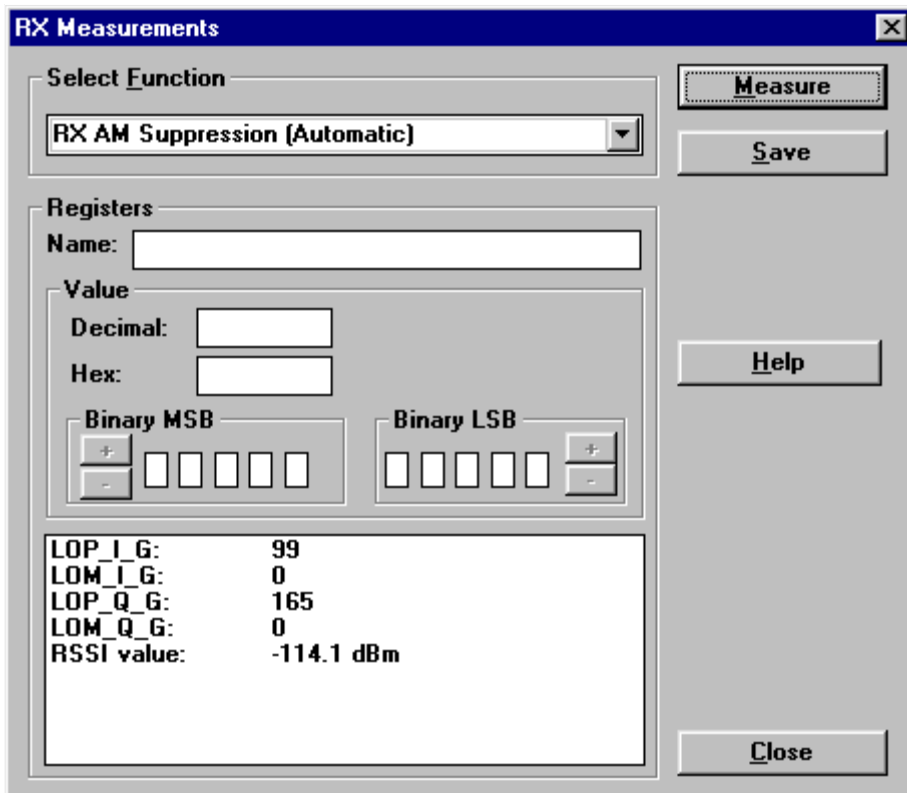 RX Measurements
Select Function
Measure
RX AM Suppression (Automatic)
Save
Registers
Name:
Value
Decimal:
Hex:
Help
Binary MSB
Binary LSB
+
-
+
-
LOP_I_G: 99
LOM_I_G: 0
LOP_Q_G: 165
LOM_Q_G: 0
RSSI value: -114.1 dBm
Close